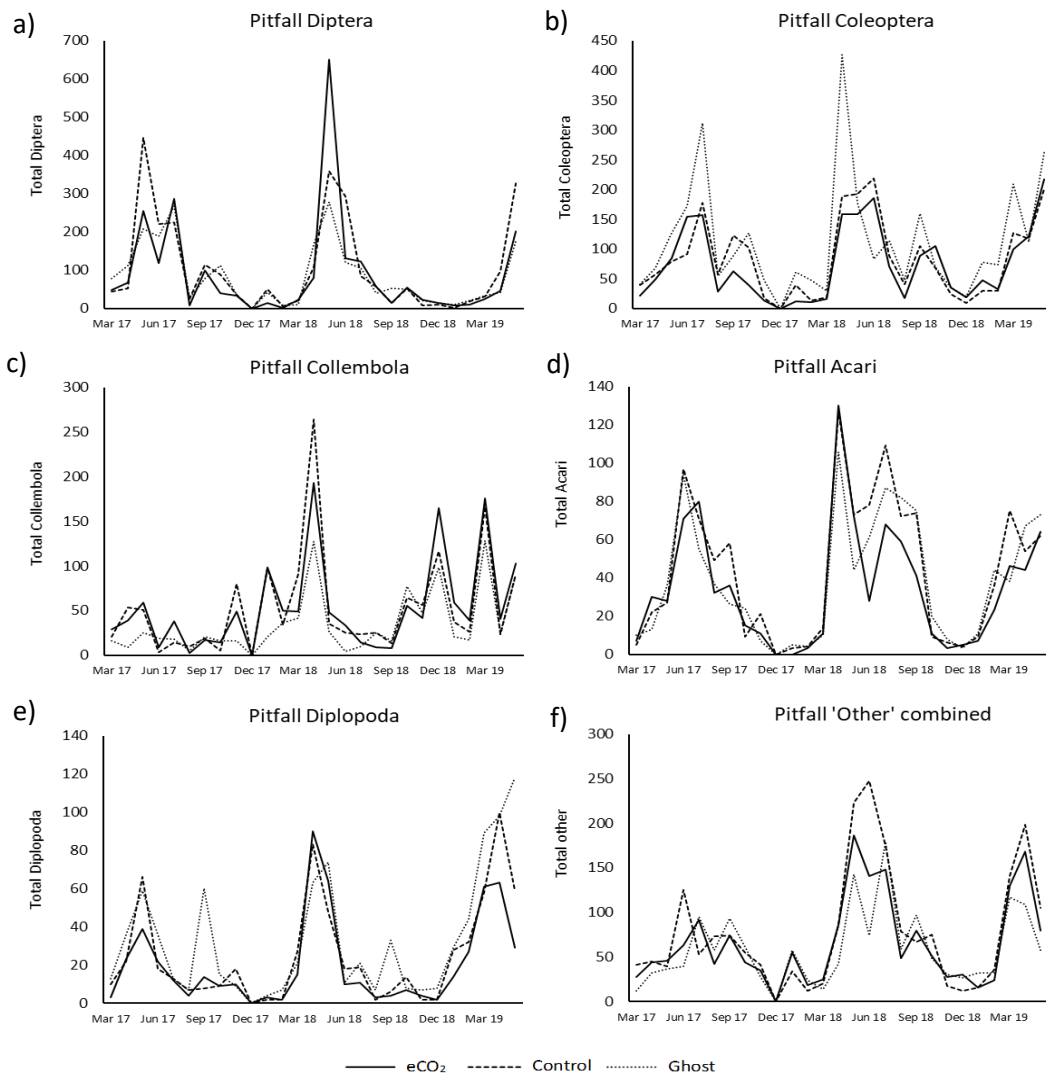 a)
Pitfall Diptera
700
600
500
400
300
200
100
0
Total Diptera
Mar 17 Jun 17 Sep 17 Dec 17 Mar 18 Jun 18 Sep 18 Dec 18 Mar 19
b)
Pitfall Coleoptera
450
400
350
300
250
200
150
100
50
0
Total Coleoptera
Mar 17 Jun 17 Sep 17 Dec 17 Mar 18 Jun 18 Sep 18 Dec 18 Mar 19
c)
Pitfall Collembola
300
250
200
150
100
50
0
Total Collembola
Mar 17 Jun 17 Sep 17 Dec 17 Mar 18 Jun 18 Sep 18 Dec 18 Mar 19
d)
Pitfall Acari
140
120
100
80
60
40
20
0
Total Acari
Mar 17 Jun 17 Sep 17 Dec 17 Mar 18 Jun 18 Sep 18 Dec 18 Mar 19
e)
Pitfall Diplopoda
140
120
100
80
60
40
20
0
Total Diplopoda
Mar 17 Jun 17 Sep 17 Dec 17 Mar 18 Jun 18 Sep 18 Dec 18 Mar 19
f)
Pitfall 'Other' combined
300
250
200
150
100
50
0
Total other
Mar 17 Jun 17 Sep 17 Dec 17 Mar 18 Jun 18 Sep 18 Dec 18 Mar 19
eCO₂ Control Ghost